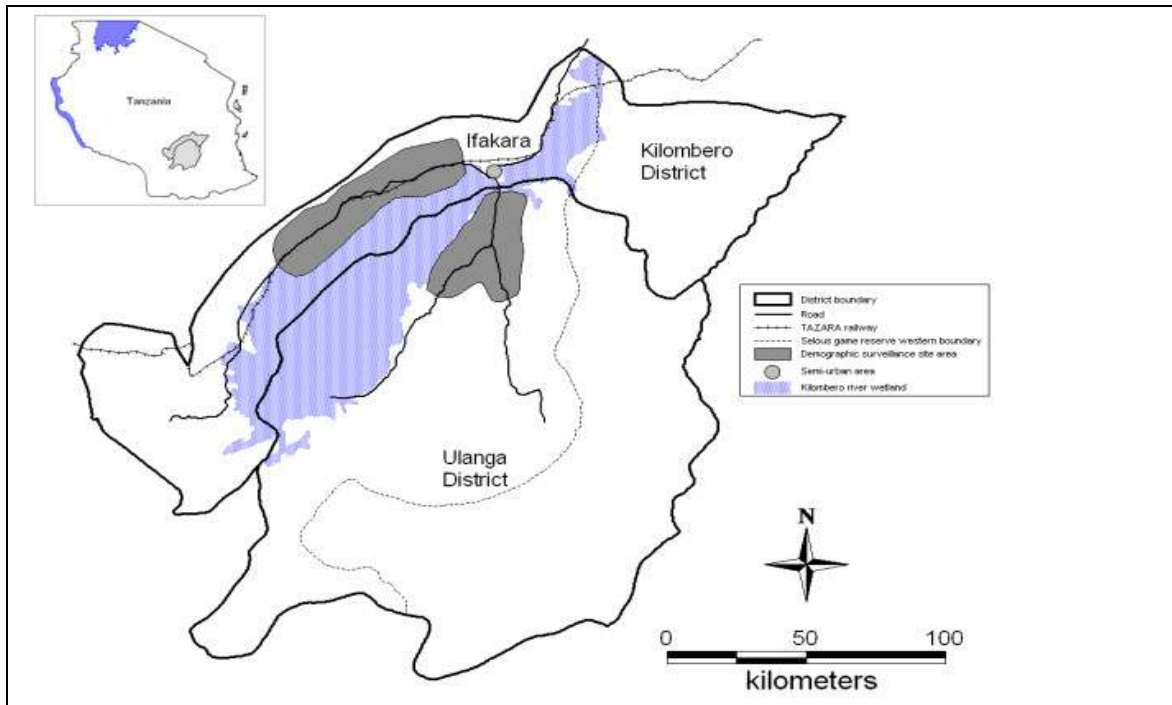 Tanzania
Ifakara
Kilombero
District
Ulanga
District
District boundary
Road
TAZARA railway
Selous game reserve western boundary
Demographic surveillance site area
Semi-urban area
Kilombero river wetland
N
0 50 100
kilometers